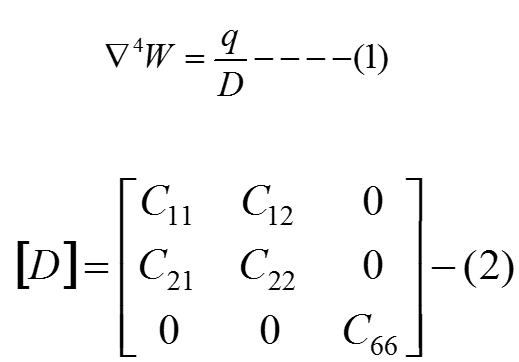 ∇⁴W = q/D ----(1)
[D] = [C₁₁ C₁₂ 0
C₂₁ C₂₂ 0
0 0 C₆₆] –(2)